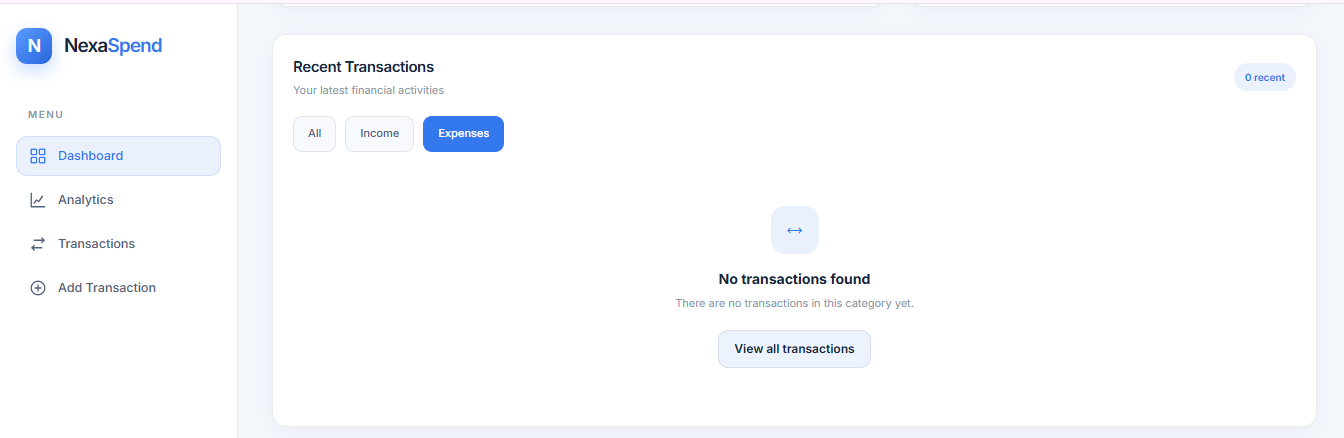 N
NexaSpend
MENU
Dashboard
Analytics
Transactions
Add Transaction
Recent Transactions
Your latest financial activities
0 recent
All
Income
Expenses
No transactions found
There are no transactions in this category yet.
View all transactions